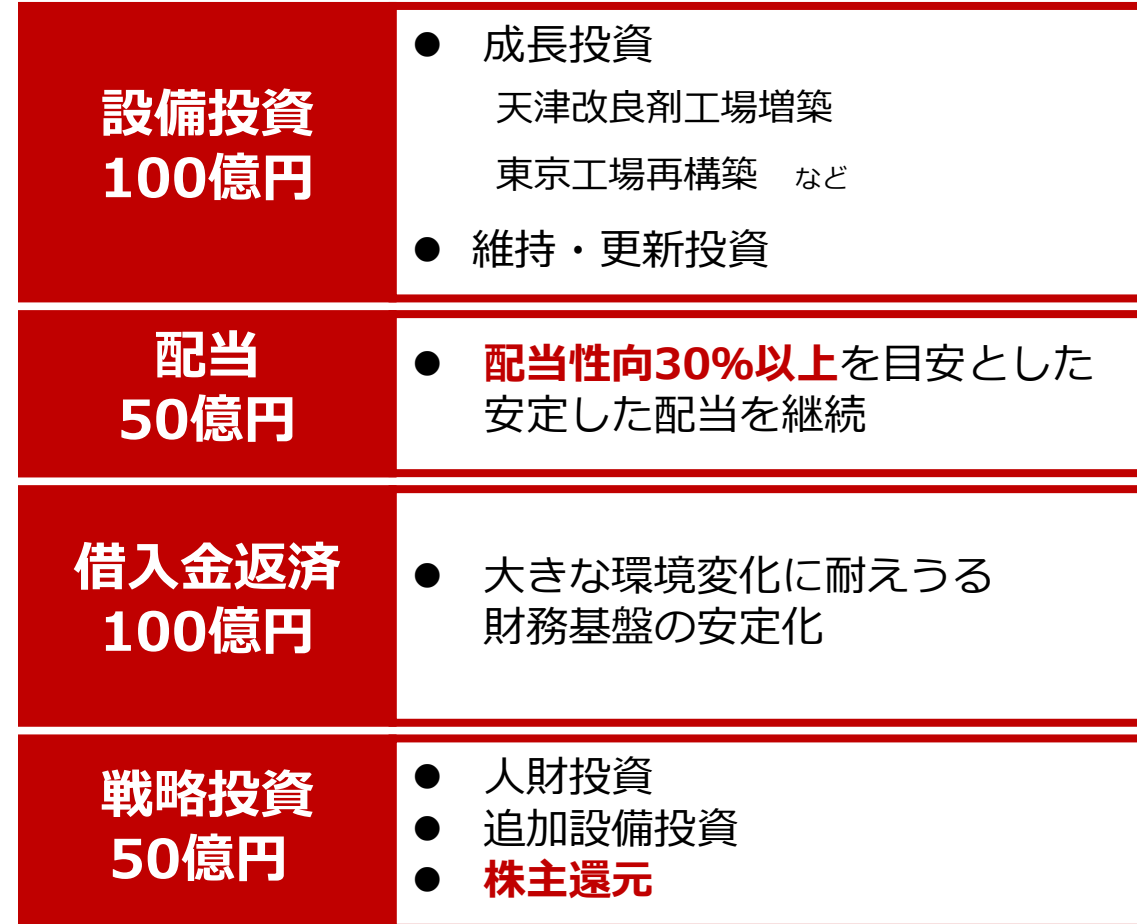 設備投資
100億円
● 成長投資
天津改良剤工場増築
東京工場再構築 など
● 維持・更新投資
配当
50億円
● 配当性向30%以上を目安とした
安定した配当を継続
借入金返済
100億円
● 大きな環境変化に耐えうる
財務基盤の安定化
戦略投資
50億円
● 人財投資
● 追加設備投資
● 株主還元